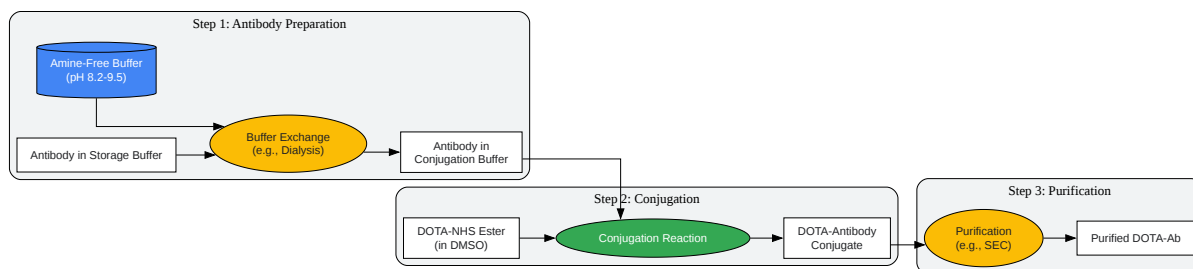 Step 1: Antibody Preparation
Amine-Free Buffer
(pH 8.2-9.5)
Antibody in Storage Buffer
Buffer Exchange
(e.g., Dialysis)
Antibody in
Conjugation Buffer
Step 2: Conjugation
DOTA-NHS Ester
(in DMSO)
Conjugation Reaction
DOTA-Antibody
Conjugate
Step 3: Purification
Purification
(e.g., SEC)
Purified DOTA-Ab